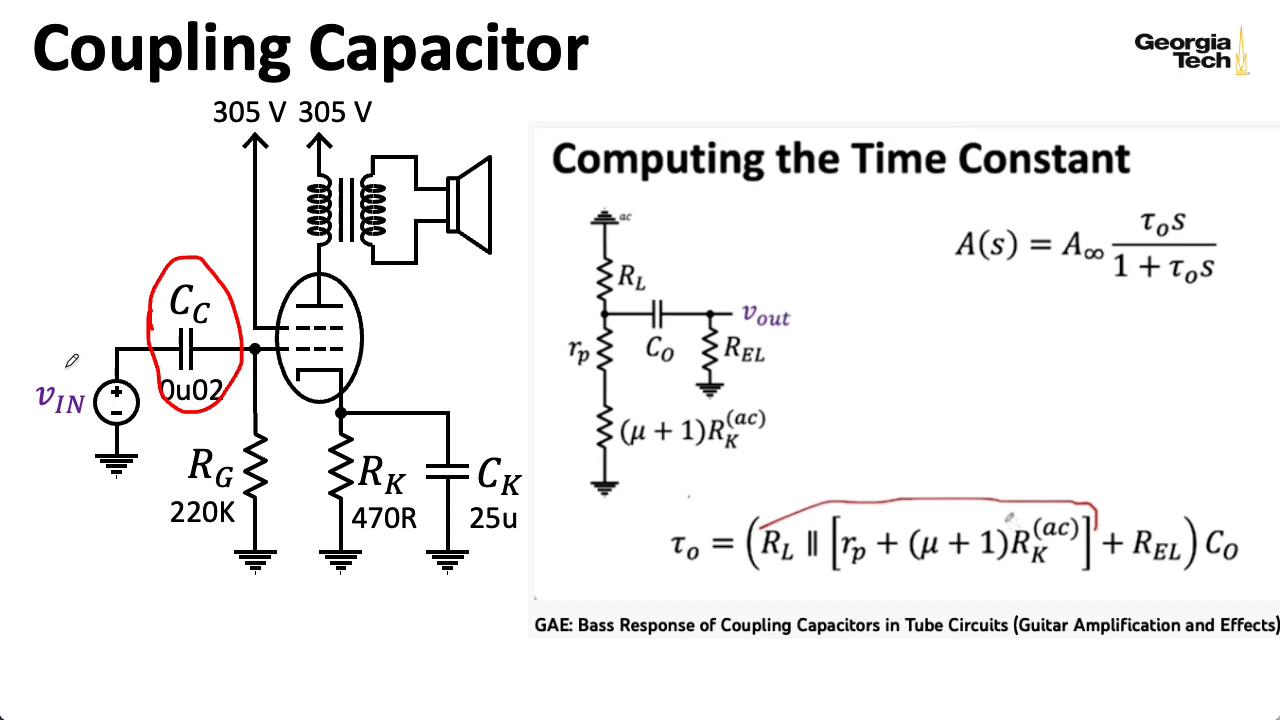 Coupling Capacitor
Georgia
Tech
305 V 305 V
C_C
0u02
v_IN
+
-
R_G
220K
R_K
470R
C_K
25u
Computing the Time Constant
ac
R_L
C_O
v_out
r_p
R_EL
(μ + 1)R_K^(ac)
A(s) = A_∞ τ_o s / (1 + τ_o s)
τ_o = (R_L ∥ [r_p + (μ + 1)R_K^(ac)] + R_EL) C_O
GAE: Bass Response of Coupling Capacitors in Tube Circuits (Guitar Amplification and Effects)